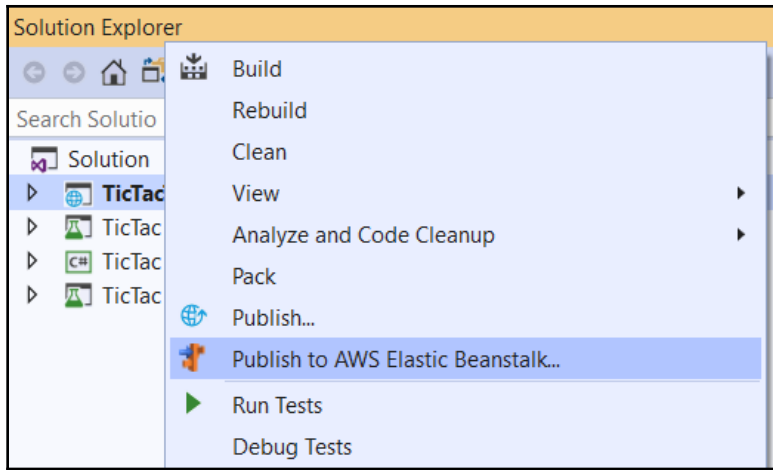 Solution Explorer
Build
Rebuild
Search Solutio
Clean
Solution
TicTac
View
TicTac
Analyze and Code Cleanup
C# TicTac
Pack
TicTac
Publish...
Publish to AWS Elastic Beanstalk...
Run Tests
Debug Tests